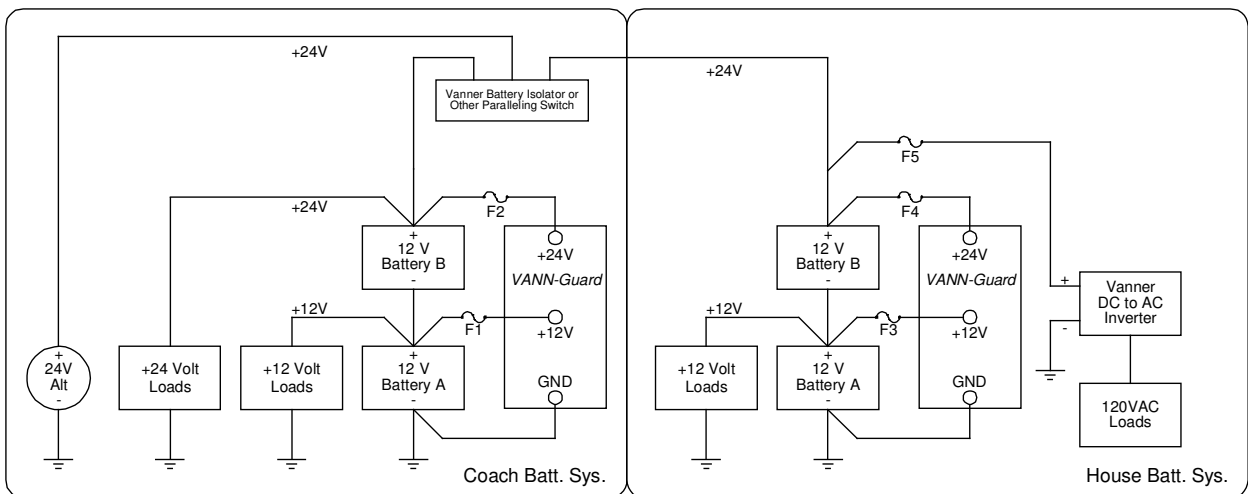 +24V
+24V
Vanner Battery Isolator or
Other Paralleling Switch
F5
+24V
F2
F4
+
12 V
Battery B
-
+24V
VANN-Guard
+12V
F1
+12V
GND
+
24V
Alt
-
+24 Volt
Loads
+12 Volt
Loads
+
12 V
Battery A
-
Coach Batt. Sys.
+
12 V
Battery B
-
+24V
VANN-Guard
+12V
F3
+12V
GND
+12 Volt
Loads
+
12 V
Battery A
-
+
-
Vanner
DC to AC
Inverter
120VAC
Loads
House Batt. Sys.